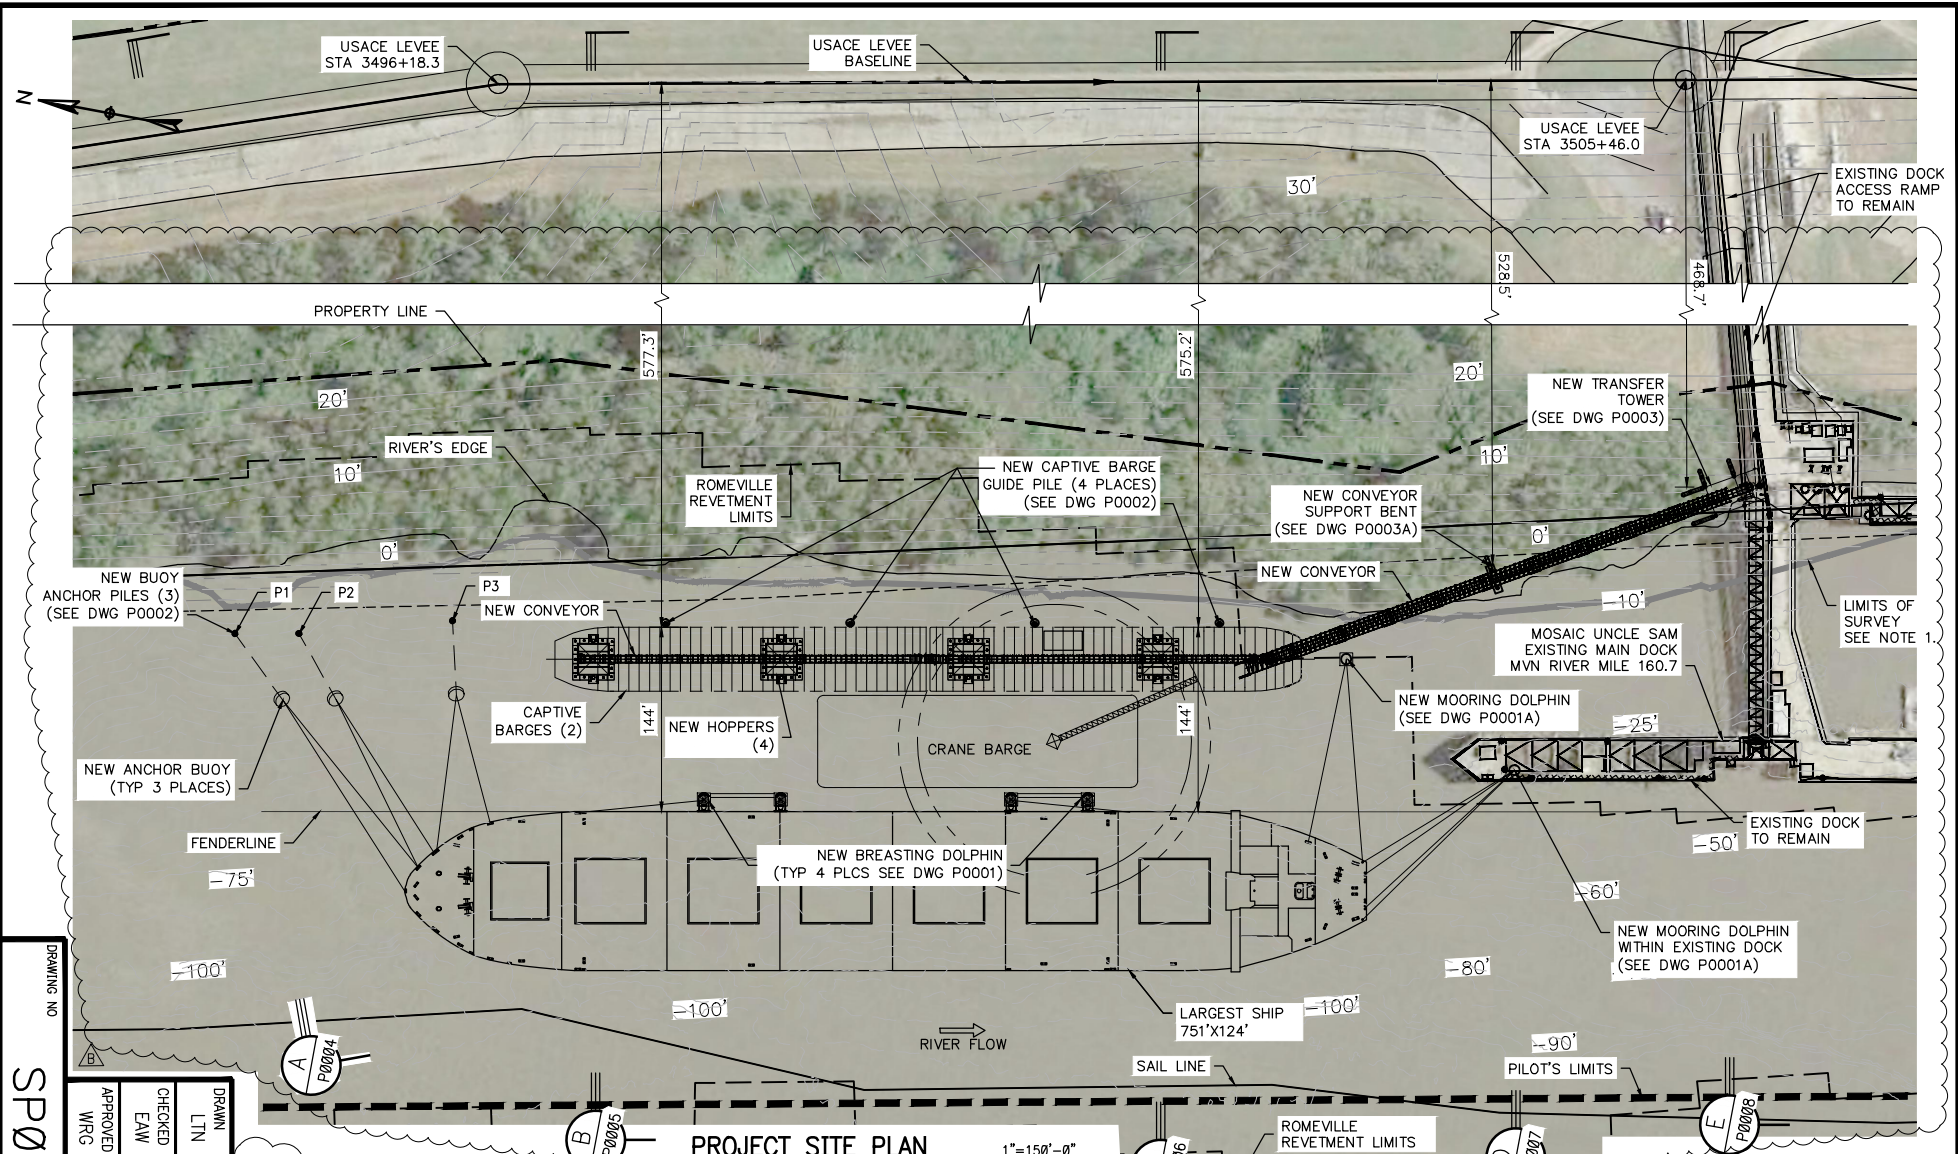 USACE LEVEE
STA 3496+18.3
USACE LEVEE
BASELINE
N
USACE LEVEE
STA 3505+46.0
EXISTING DOCK
ACCESS RAMP
TO REMAIN
30'
528.5'
468.7'
PROPERTY LINE
577.3'
575.2'
20'
20'
NEW TRANSFER
TOWER
(SEE DWG P0003)
RIVER'S EDGE
10'
10'
ROMEVILLE
REVETMENT
LIMITS
NEW CAPTIVE BARGE
GUIDE PILE (4 PLACES)
(SEE DWG P0002)
NEW CONVEYOR
SUPPORT BENT
(SEE DWG P0003A)
0'
0'
NEW BUOY
ANCHOR PILES (3)
(SEE DWG P0002)
P1
P2
P3
NEW CONVEYOR
NEW CONVEYOR
-10'
LIMITS OF
SURVEY
SEE NOTE 1.
MOSAIC UNCLE SAM
EXISTING MAIN DOCK
MVN RIVER MILE 160.7
CAPTIVE
BARGES (2)
144'
NEW HOPPERS
(4)
144'
NEW MOORING DOLPHIN
(SEE DWG P0001A)
-25'
CRANE BARGE
NEW ANCHOR BUOY
(TYP 3 PLACES)
FENDERLINE
EXISTING DOCK
TO REMAIN
-50'
NEW BREASTING DOLPHIN
(TYP 4 PLCS SEE DWG P0001)
-75'
-60'
NEW MOORING DOLPHIN
WITHIN EXISTING DOCK
(SEE DWG P0001A)
-100'
-80'
-100'
-100'
LARGEST SHIP
751'X124'
RIVER FLOW
-90'
SAIL LINE
PILOT'S LIMITS
B
A
P0004
B
P0005
E
P0008
PROJECT SITE PLAN
1"=150'-0"
ROMEVILLE
REVETMENT LIMITS
DRAWING NO
SP0
DRAWN
LTN
CHECKED
EAW
APPROVED
WRG